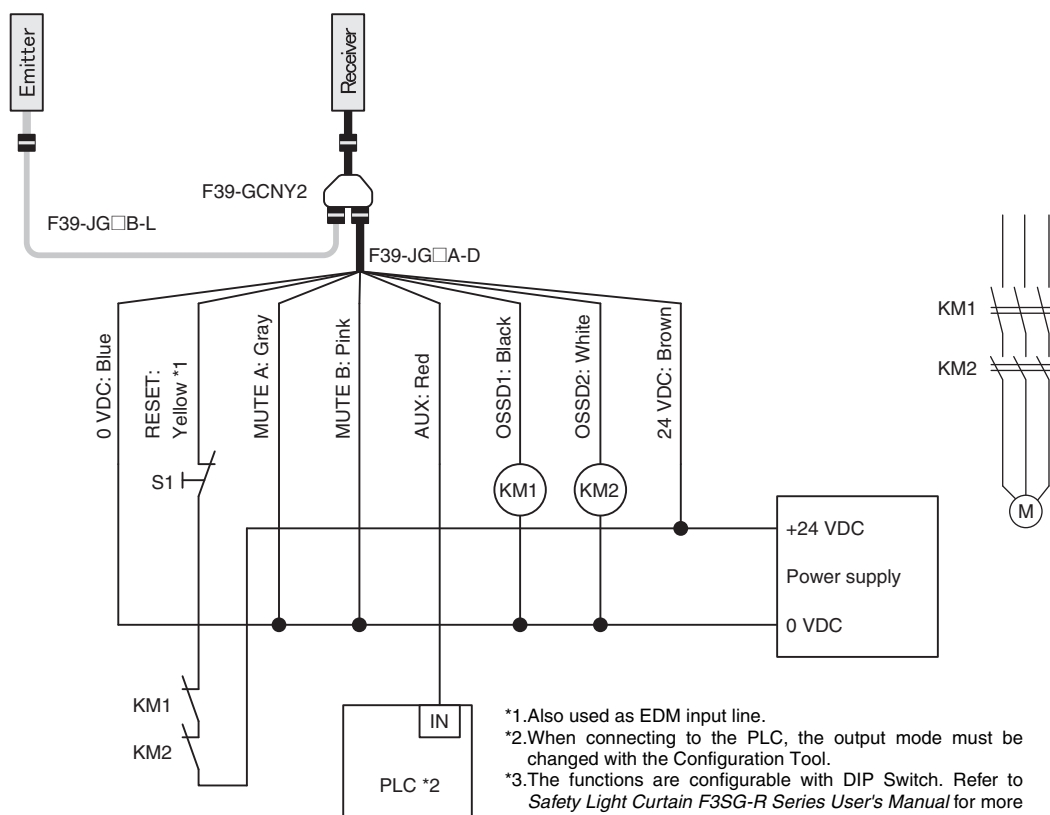 Emitter
Receiver
F39-GCNY2
F39-JG□B-L
F39-JG□A-D
0 VDC: Blue
RESET:
Yellow *1
MUTE A: Gray
MUTE B: Pink
AUX: Red
OSSD1: Black
OSSD2: White
24 VDC: Brown
KM1
KM2
M
S1
KM1
KM2
+24 VDC
Power supply
0 VDC
KM1
KM2
IN
PLC *2
*1.Also used as EDM input line.
*2.When connecting to the PLC, the output mode must be
changed with the Configuration Tool.
*3.The functions are configurable with DIP Switch. Refer to
Safety Light Curtain F3SG-R Series User's Manual for more